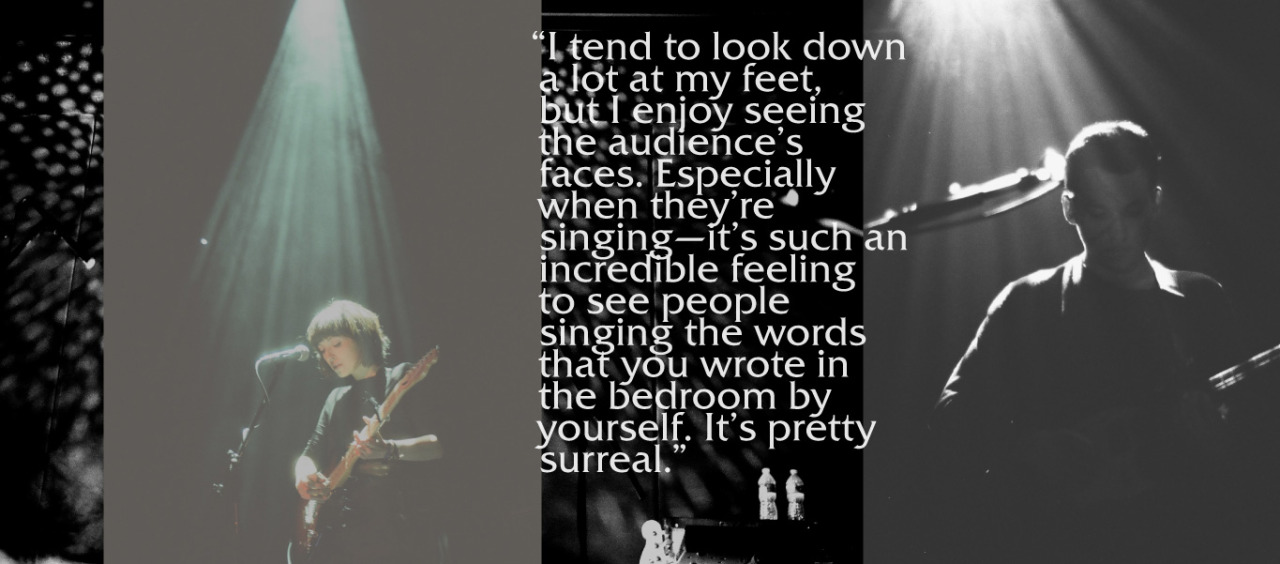 “I tend to look down
a lot at my feet,
but I enjoy seeing
the audience’s
faces. Especially
when they’re
singing—it’s such an
incredible feeling
to see people
singing the words
that you wrote in
the bedroom by
yourself. It’s pretty
surreal.”